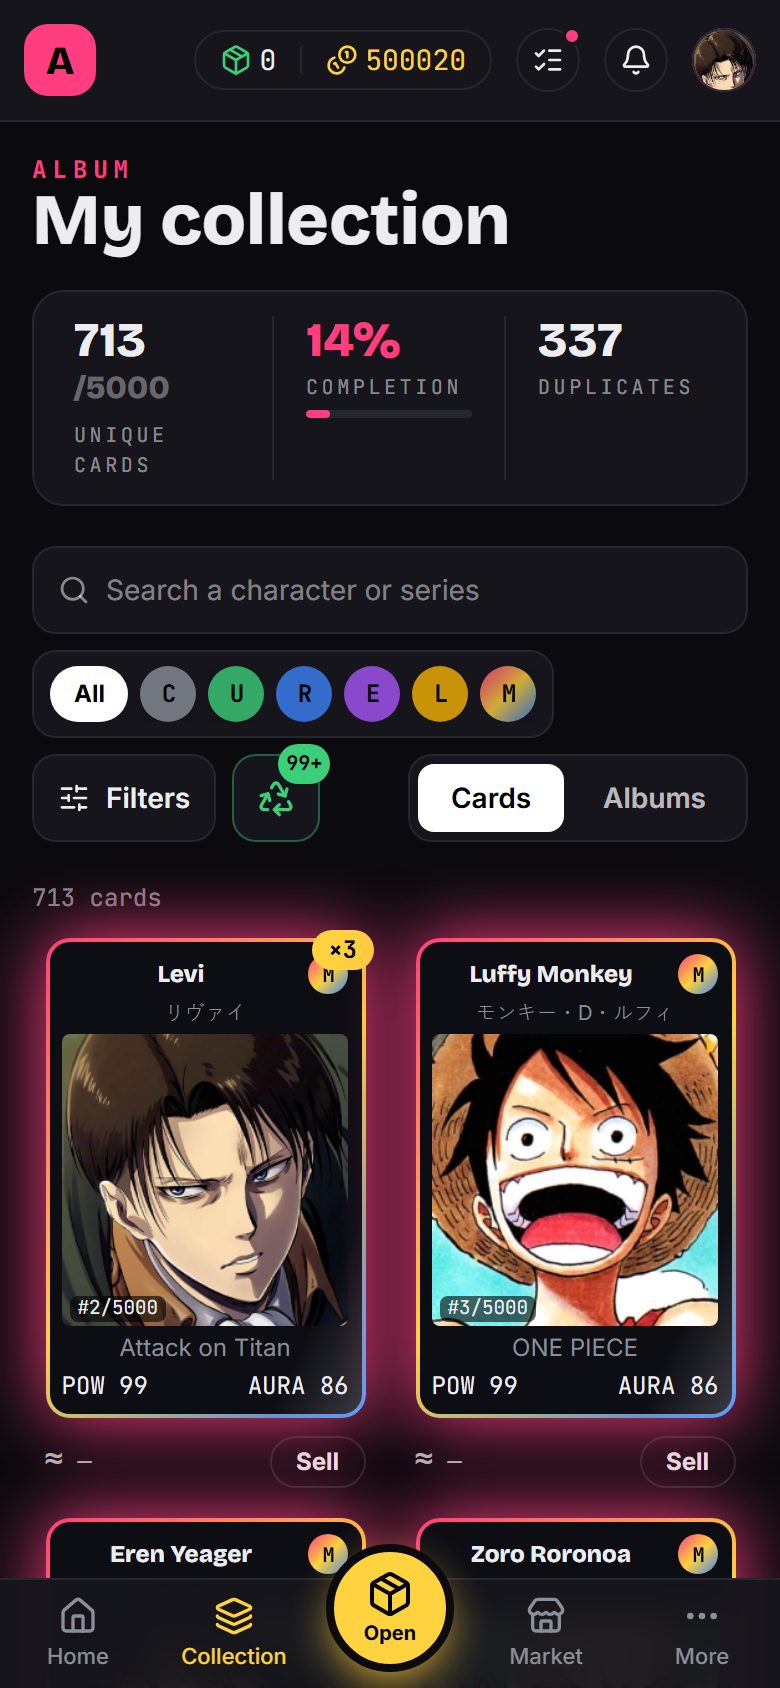 A
0
500020
ALBUM
My collection
713
/5000
UNIQUE
CARDS
14%
COMPLETION
337
DUPLICATES
Search a character or series
All
C
U
R
E
L
M
Filters
99+
Cards
Albums
713 cards
×3
Levi
M
リヴァイ
#2/5000
Attack on Titan
POW 99
AURA 86
≈ —
Sell
Luffy Monkey
M
モンキー・D・ルフィ
#3/5000
ONE PIECE
POW 99
AURA 86
≈ —
Sell
Eren Yeager
M
Zoro Roronoa
M
Home
Collection
Open
Market
More